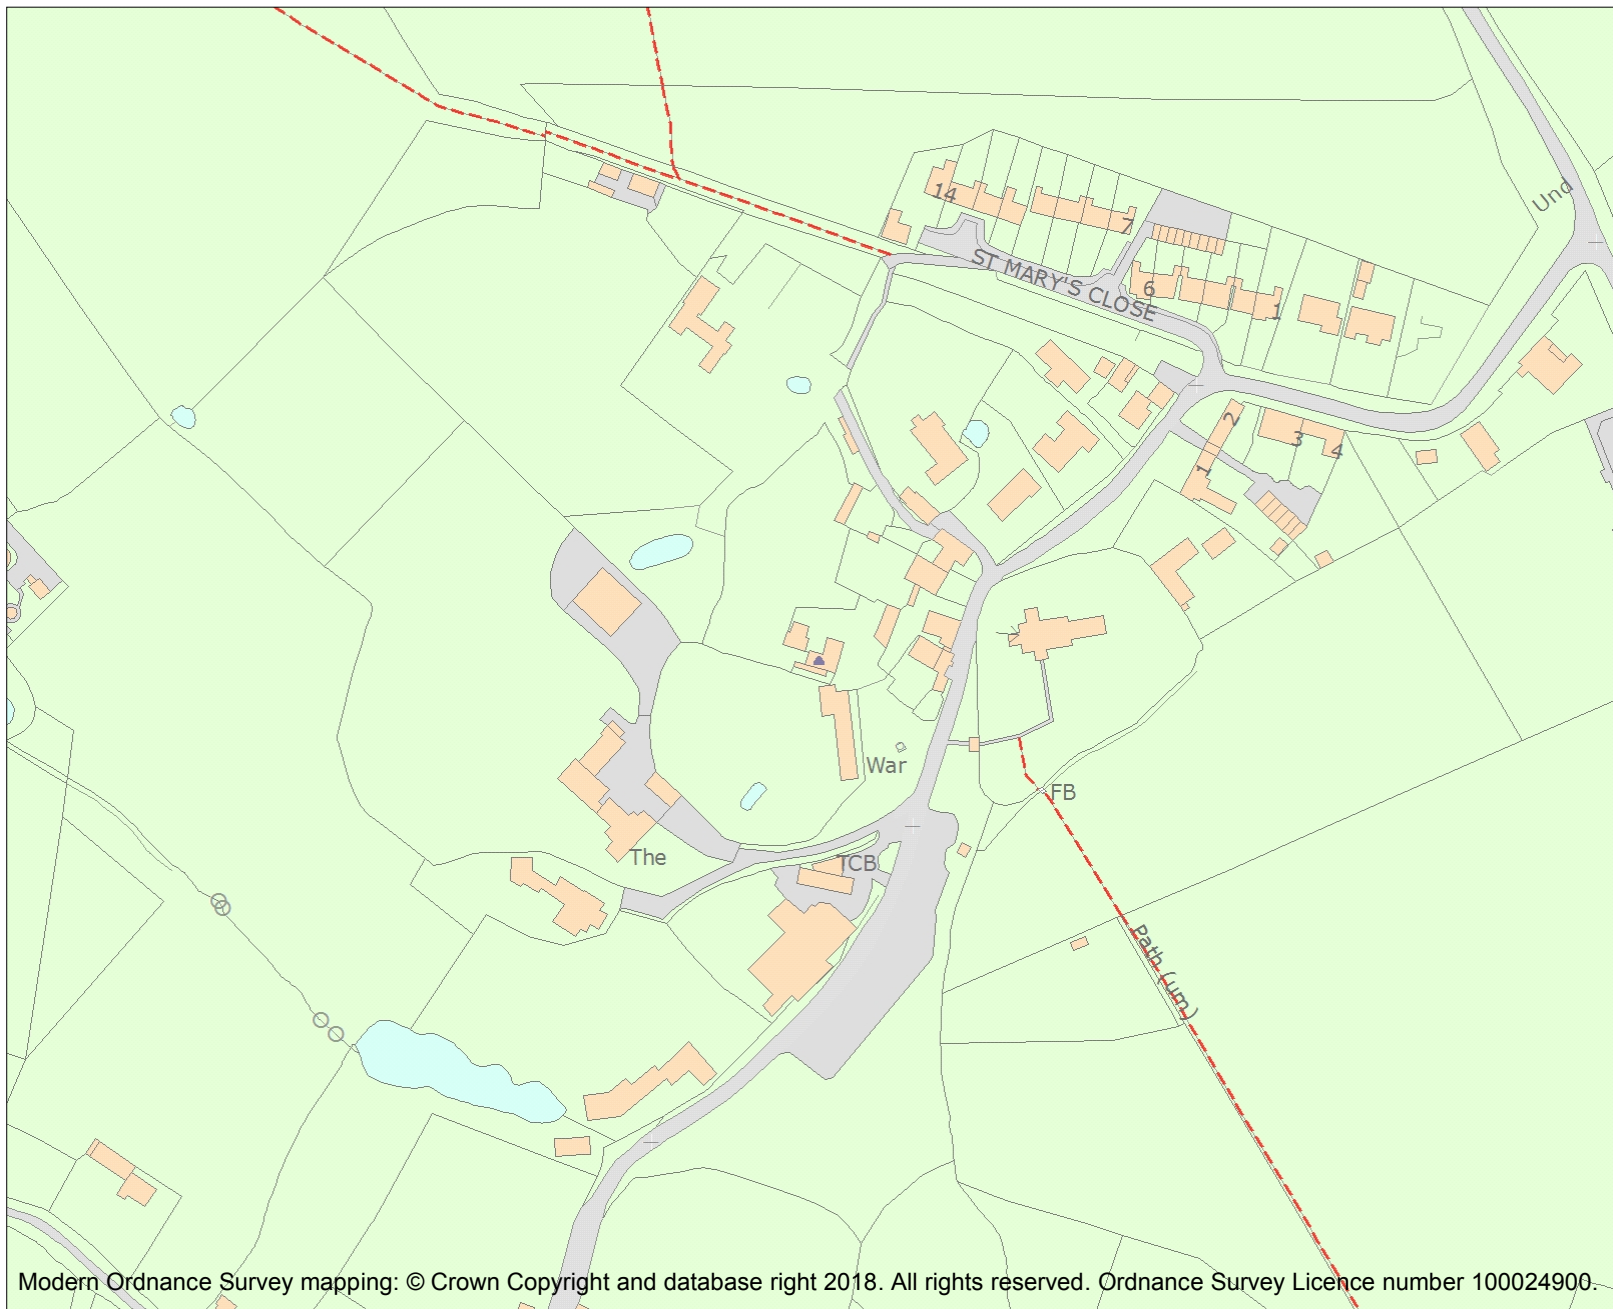 Und
14
7
ST MARY'S CLOSE
6
1
2
3
4
1
War
FB
The
TCB
Path (um)
Modern Ordnance Survey mapping: © Crown Copyright and database right 2018. All rights reserved. Ordnance Survey Licence number 100024900.